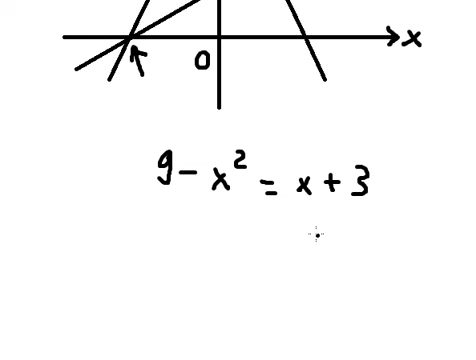 x
0
9 - x² = x + 3